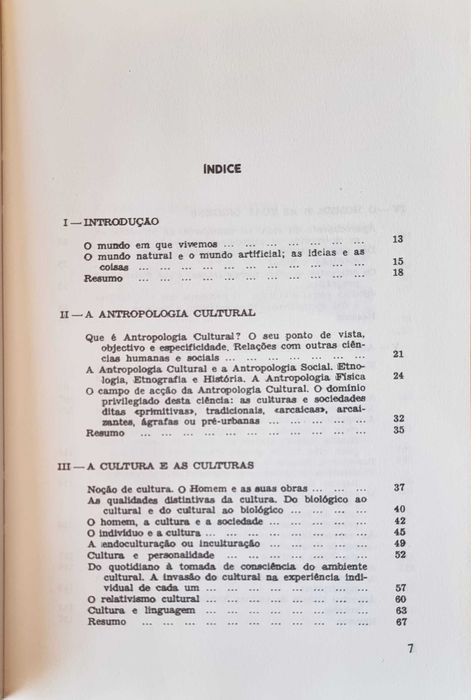 ÍNDICE
I — INTRODUÇÃO
O mundo em que vivemos ... ... ... ... ... ... ... 13
O mundo natural e o mundo artificial; as ideias e as
coisas ... ... ... ... ... ... ... ... ... ... ... 15
Resumo ... ... ... ... ... ... ... ... ... ... ... 18
II — A ANTROPOLOGIA CULTURAL
Que é Antropologia Cultural? O seu ponto de vista,
objectivo e especificidade. Relações com outras ciên-
cias humanas e sociais ... ... ... ... ... ... ... 21
A Antropologia Cultural e a Antropologia Social. Etno-
logia, Etnografia e História. A Antropologia Física 24
O campo de acção da Antropologia Cultural. O domínio
privilegiado desta ciência: as culturas e sociedades
ditas «primitivas», tradicionais, «arcaicas», arcai-
zantes, ágrafas ou pré-urbanas ... ... ... ... ... 32
Resumo ... ... ... ... ... ... ... ... ... ... 35
III — A CULTURA E AS CULTURAS
Noção de cultura. O Homem e as suas obras ... ... ... 37
As qualidades distintivas da cultura. Do biológico ao
cultural e do cultural ao biológico ... ... ... ... 40
O homem, a cultura e a sociedade ... ... ... ... ... 42
O indivíduo e a cultura ... ... ... ... ... ... ... ... 45
A endoculturação ou inculturação ... ... ... ... ... 49
Cultura e personalidade ... ... ... ... ... ... ... 52
Do quotidiano à tomada de consciência do ambiente
cultural. A invasão do cultural na experiência indi-
vidual de cada um ... ... ... ... ... ... ... ... 57
O relativismo cultural ... ... ... ... ... ... ... ... 60
Cultura e linguagem ... ... ... ... ... ... ... ... 63
Resumo ... ... ... ... ... ... ... ... ... ... 67
7